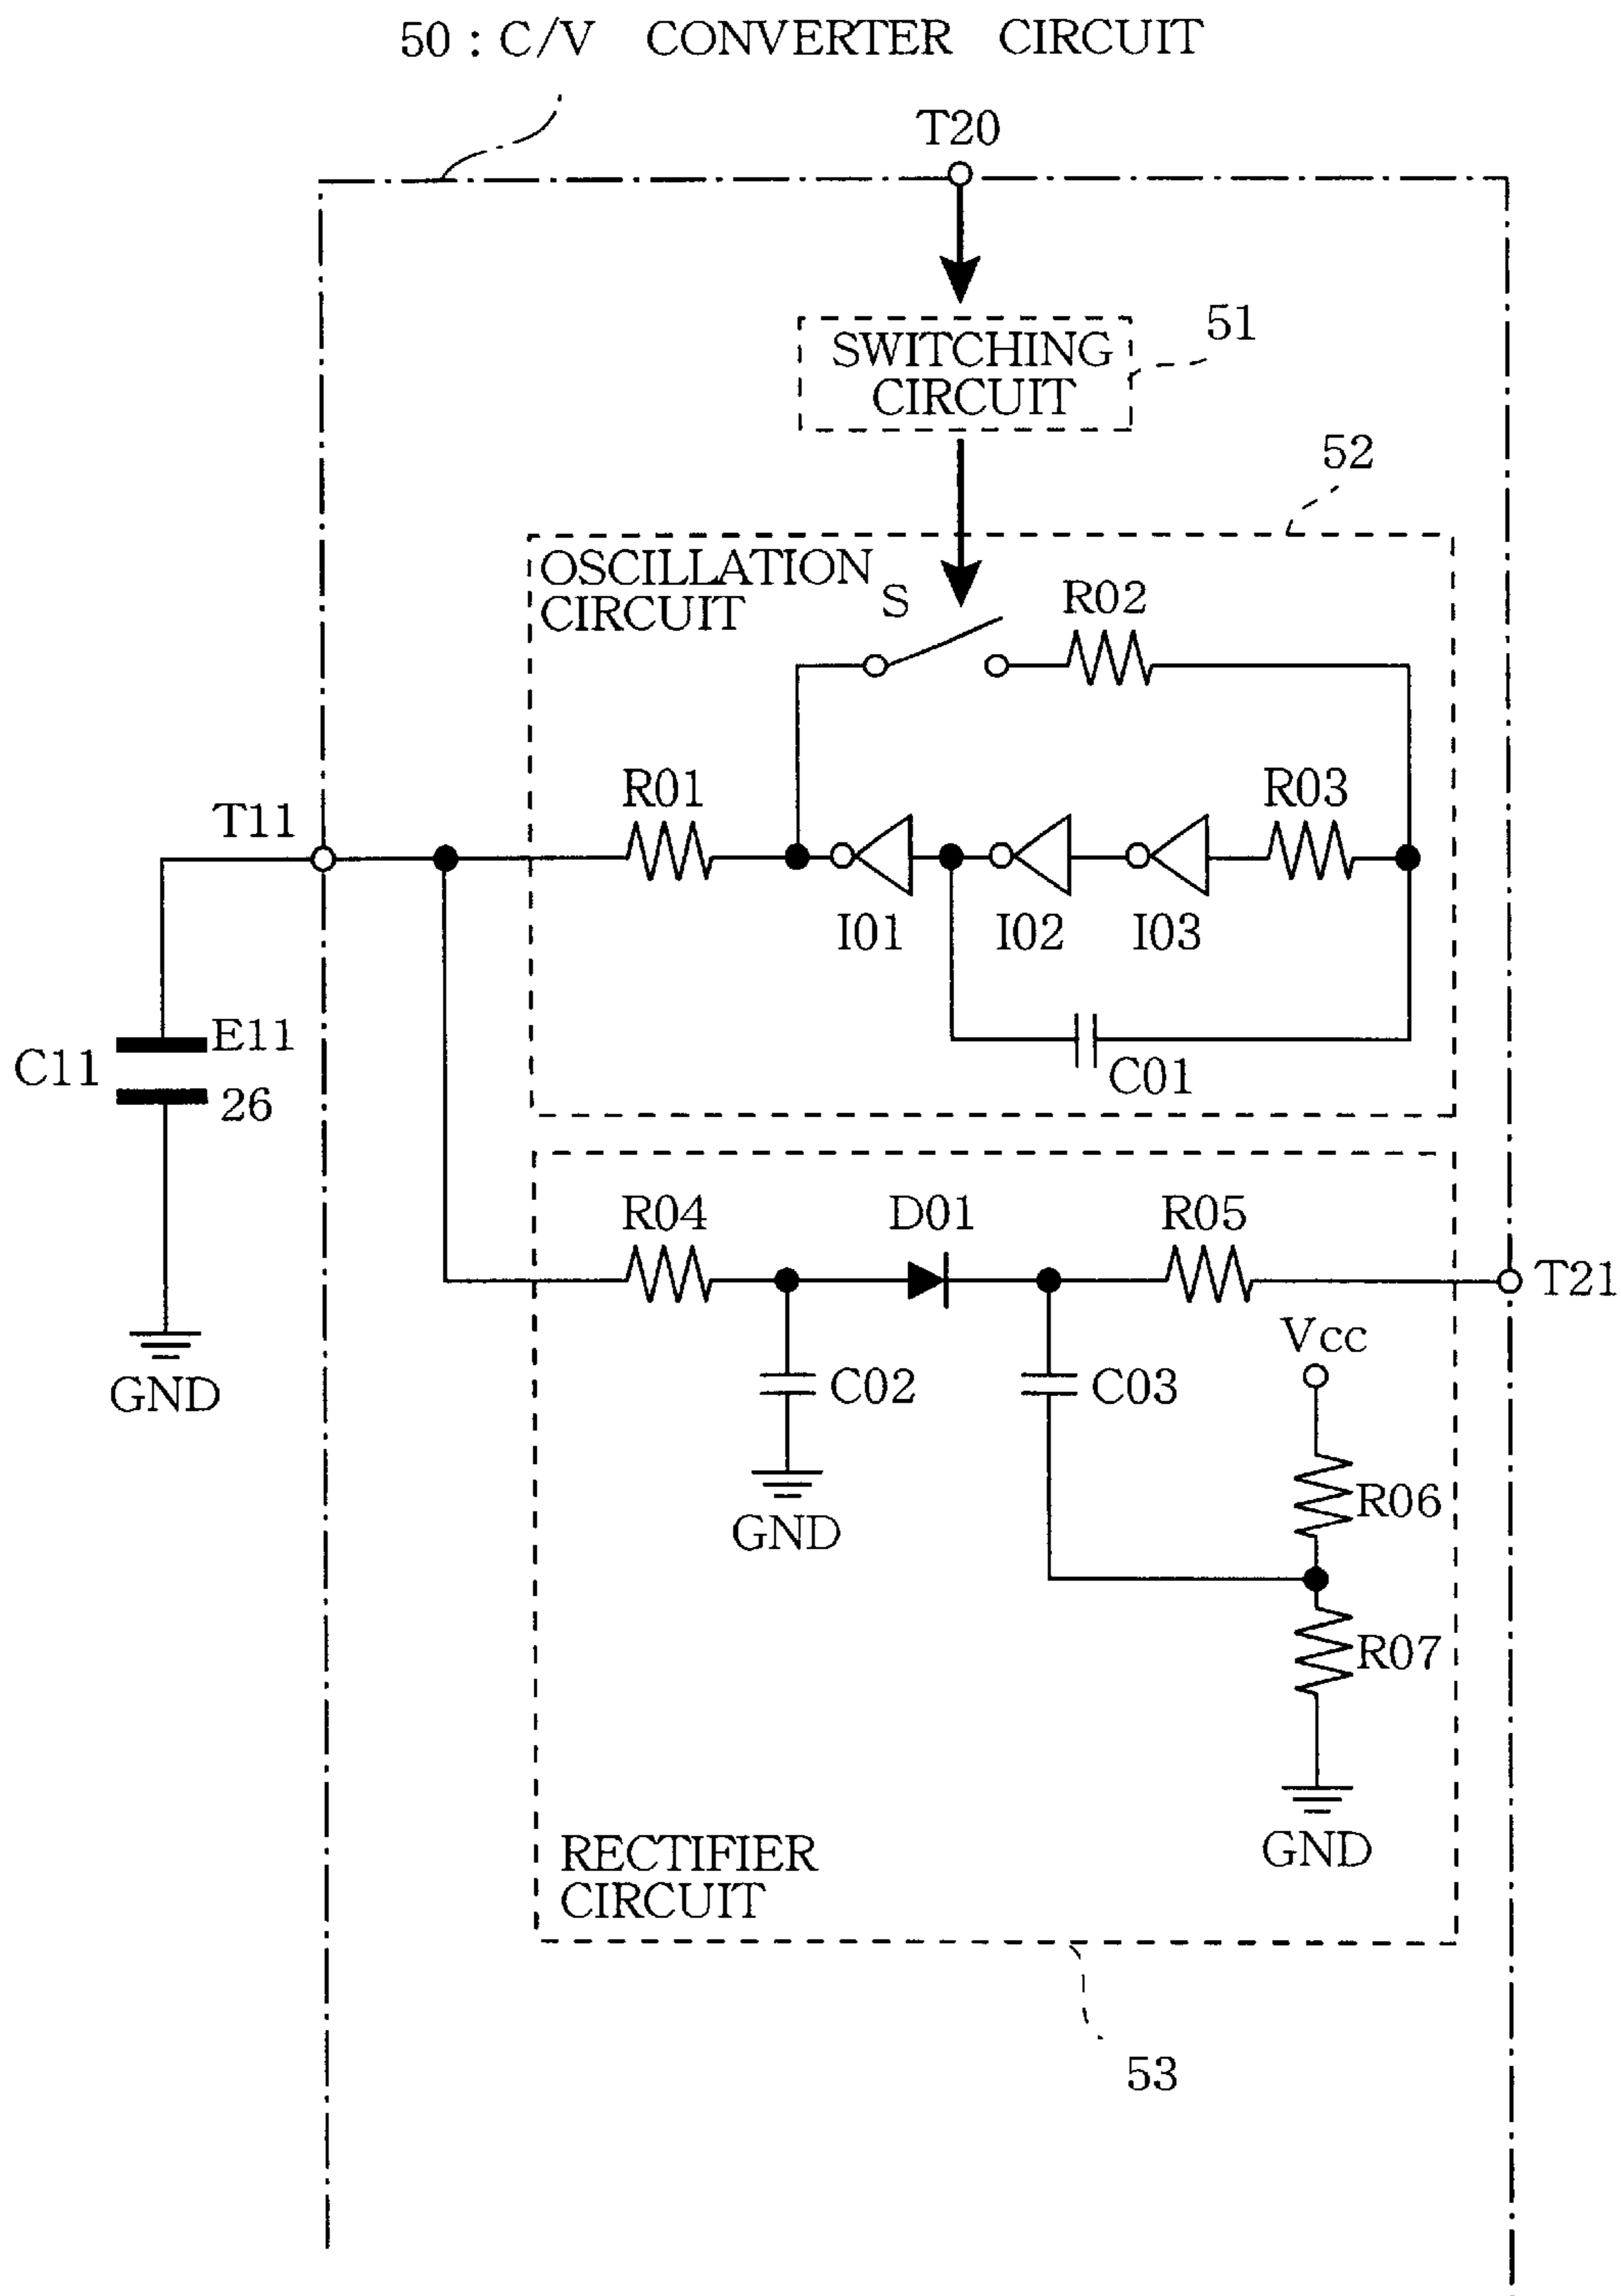 50 : C/V CONVERTER CIRCUIT
T20
SWITCHING
CIRCUIT
51
52
OSCILLATION
CIRCUIT
S
R02
R01
R03
T11
I01
I02
I03
E11
C11
26
C01
R04
D01
R05
T21
Vcc
C02
C03
GND
R06
GND
R07
GND
RECTIFIER
CIRCUIT
53